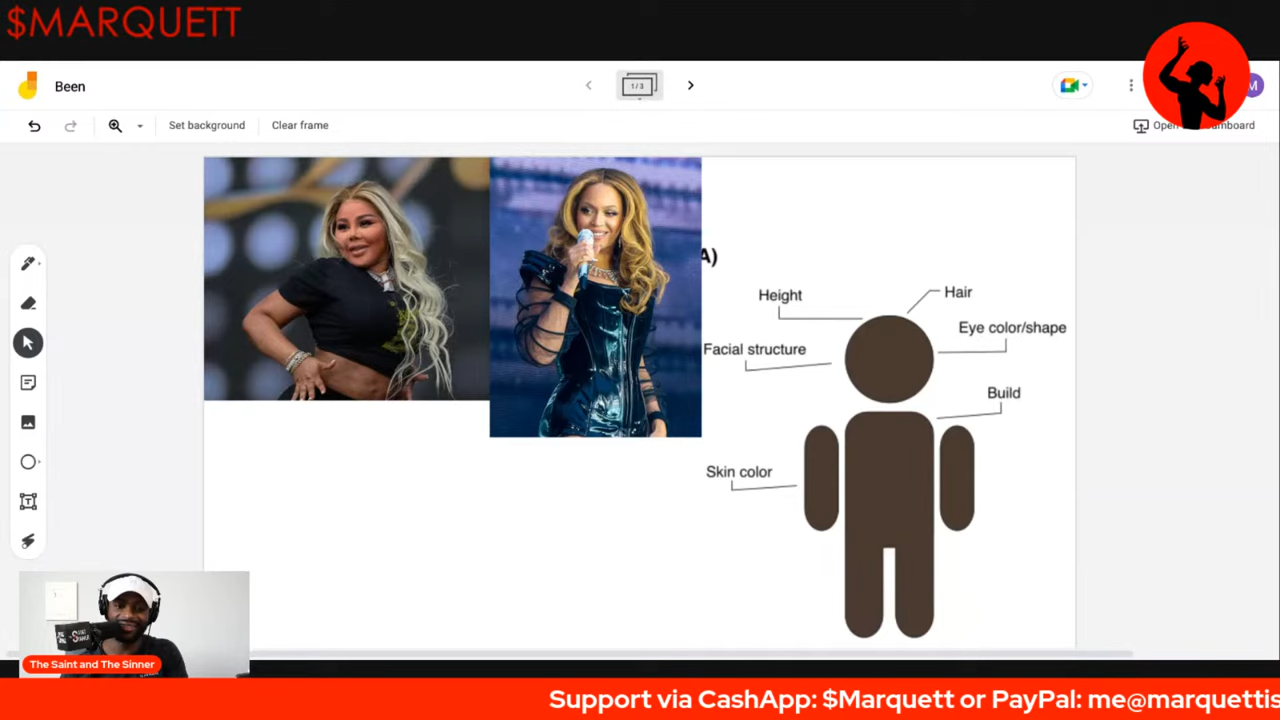 $MARQUETT
Been
1/3
M
Set background
Clear frame
Open
A)
Height
Hair
Eye color/shape
Facial structure
Build
Skin color
The Saint and The Sinner
Support via CashApp: $Marquett or PayPal: me@marquettis